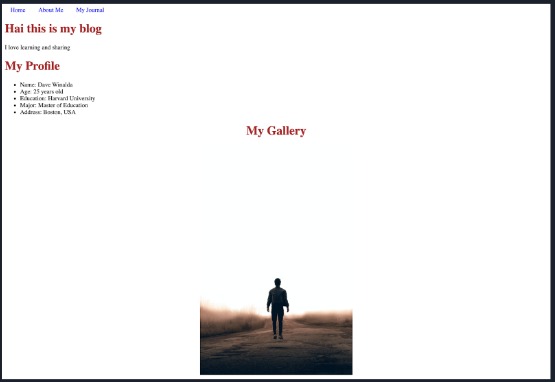 Home About Me My Journal
Hai this is my blog
I love learning and sharing
My Profile
Name: Dave Winalda
Age: 25 years old
Education: Harvard University
Major: Master of Education
Address: Boston, USA
My Gallery